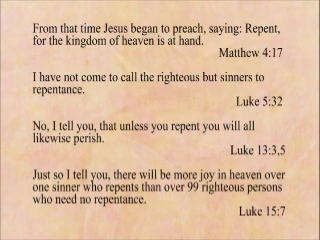 From that time Jesus began to preach, saying: Repent,
for the kingdom of heaven is at hand.
Matthew 4:17
I have not come to call the righteous but sinners to
repentance.
Luke 5:32
No, I tell you, that unless you repent you will all
likewise perish.
Luke 13:3,5
Just so I tell you, there will be more joy in heaven over
one sinner who repents than over 99 righteous persons
who need no repentance.
Luke 15:7